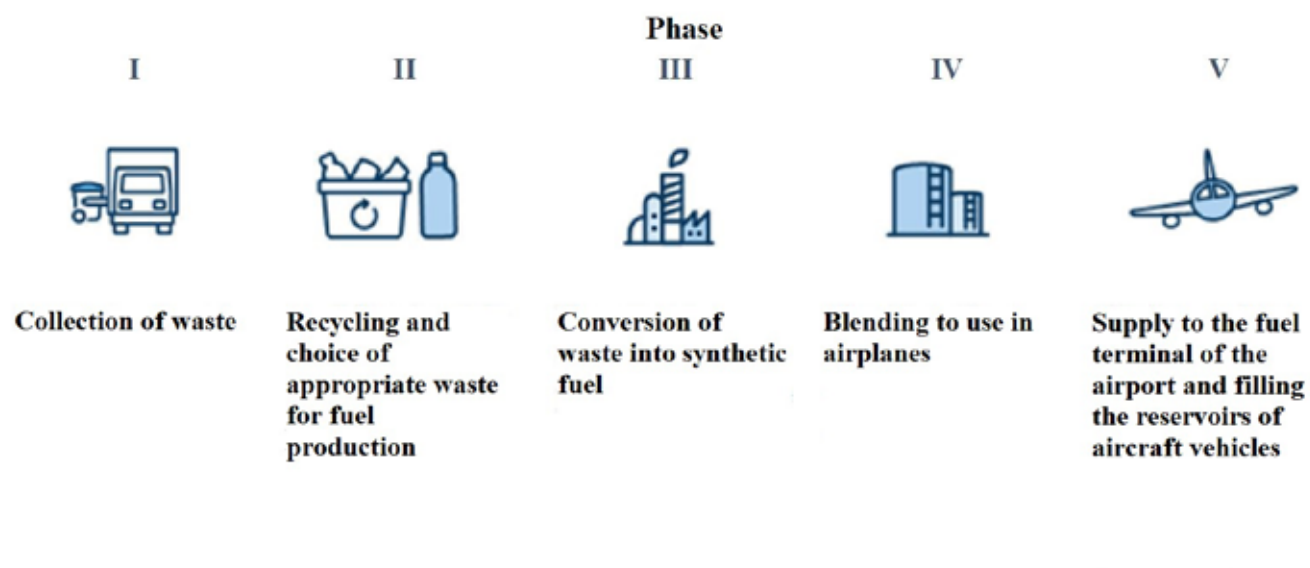 Phase
I
II
III
IV
V
Collection of waste
Recycling and
choice of
appropriate waste
for fuel
production
Conversion of
waste into synthetic
fuel
Blending to use in
airplanes
Supply to the fuel
terminal of the
airport and filling
the reservoirs of
aircraft vehicles